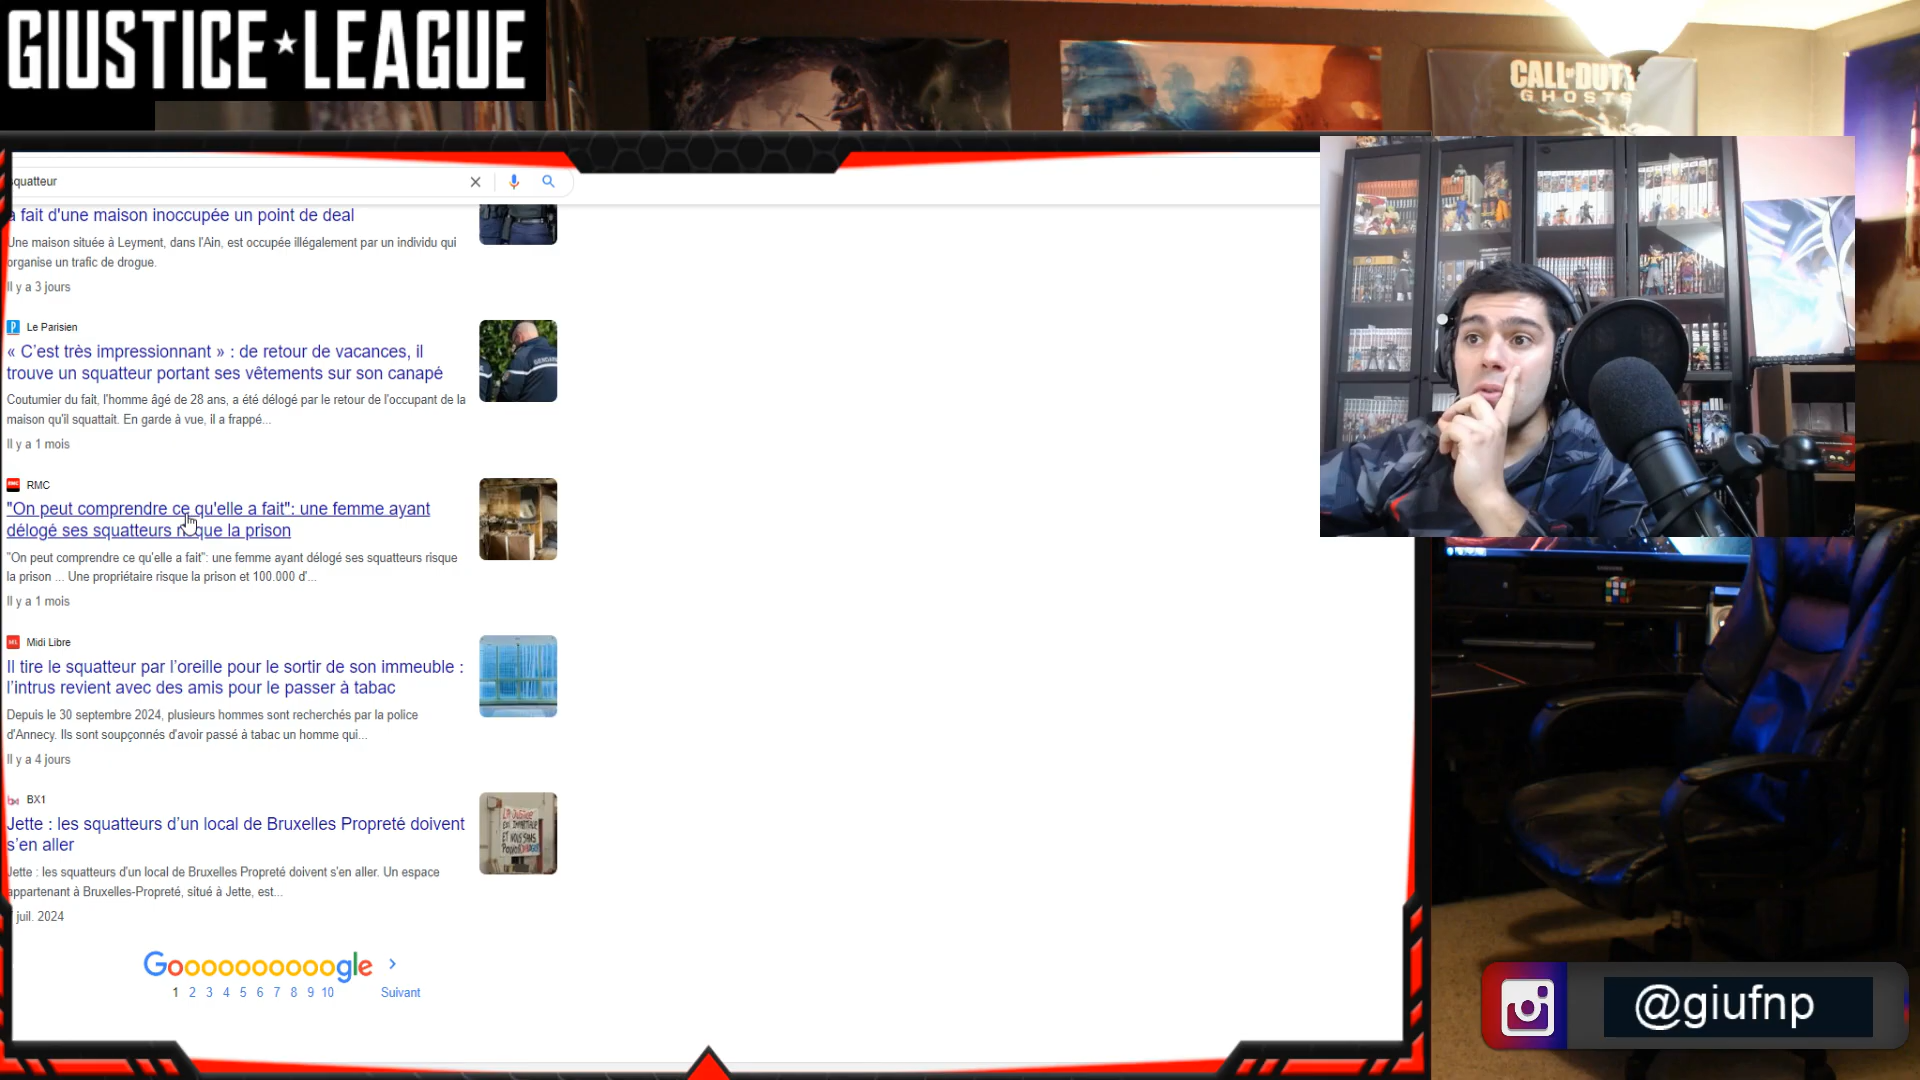 GIUSTICE★LEAGUE
CALL OF DUTY
GHOSTS
squatteur
a fait d'une maison inoccupée un point de deal
Une maison située à Leyment, dans l'Ain, est occupée illégalement par un individu qui
organise un trafic de drogue.
Il y a 3 jours
Le Parisien
« C'est très impressionnant » : de retour de vacances, il
trouve un squatteur portant ses vêtements sur son canapé
Coutumier du fait, l'homme âgé de 28 ans, a été délogé par le retour de l'occupant de la
maison qu'il squattait. En garde à vue, il a frappé...
Il y a 1 mois
RMC
"On peut comprendre ce qu'elle a fait": une femme ayant
délogé ses squatteurs risque la prison
"On peut comprendre ce qu'elle a fait": une femme ayant délogé ses squatteurs risque
la prison ... Une propriétaire risque la prison et 100.000 d'...
Il y a 1 mois
Midi Libre
Il tire le squatteur par l'oreille pour le sortir de son immeuble :
l'intrus revient avec des amis pour le passer à tabac
Depuis le 30 septembre 2024, plusieurs hommes sont recherchés par la police
d'Annecy. Ils sont soupçonnés d'avoir passé à tabac un homme qui...
Il y a 4 jours
BX1
Jette : les squatteurs d'un local de Bruxelles Propreté doivent
s'en aller
Jette : les squatteurs d'un local de Bruxelles Propreté doivent s'en aller. Un espace
appartenant à Bruxelles-Propreté, situé à Jette, est...
juil. 2024
Goooooooooogle >
1 2 3 4 5 6 7 8 9 10 Suivant
@giufnp